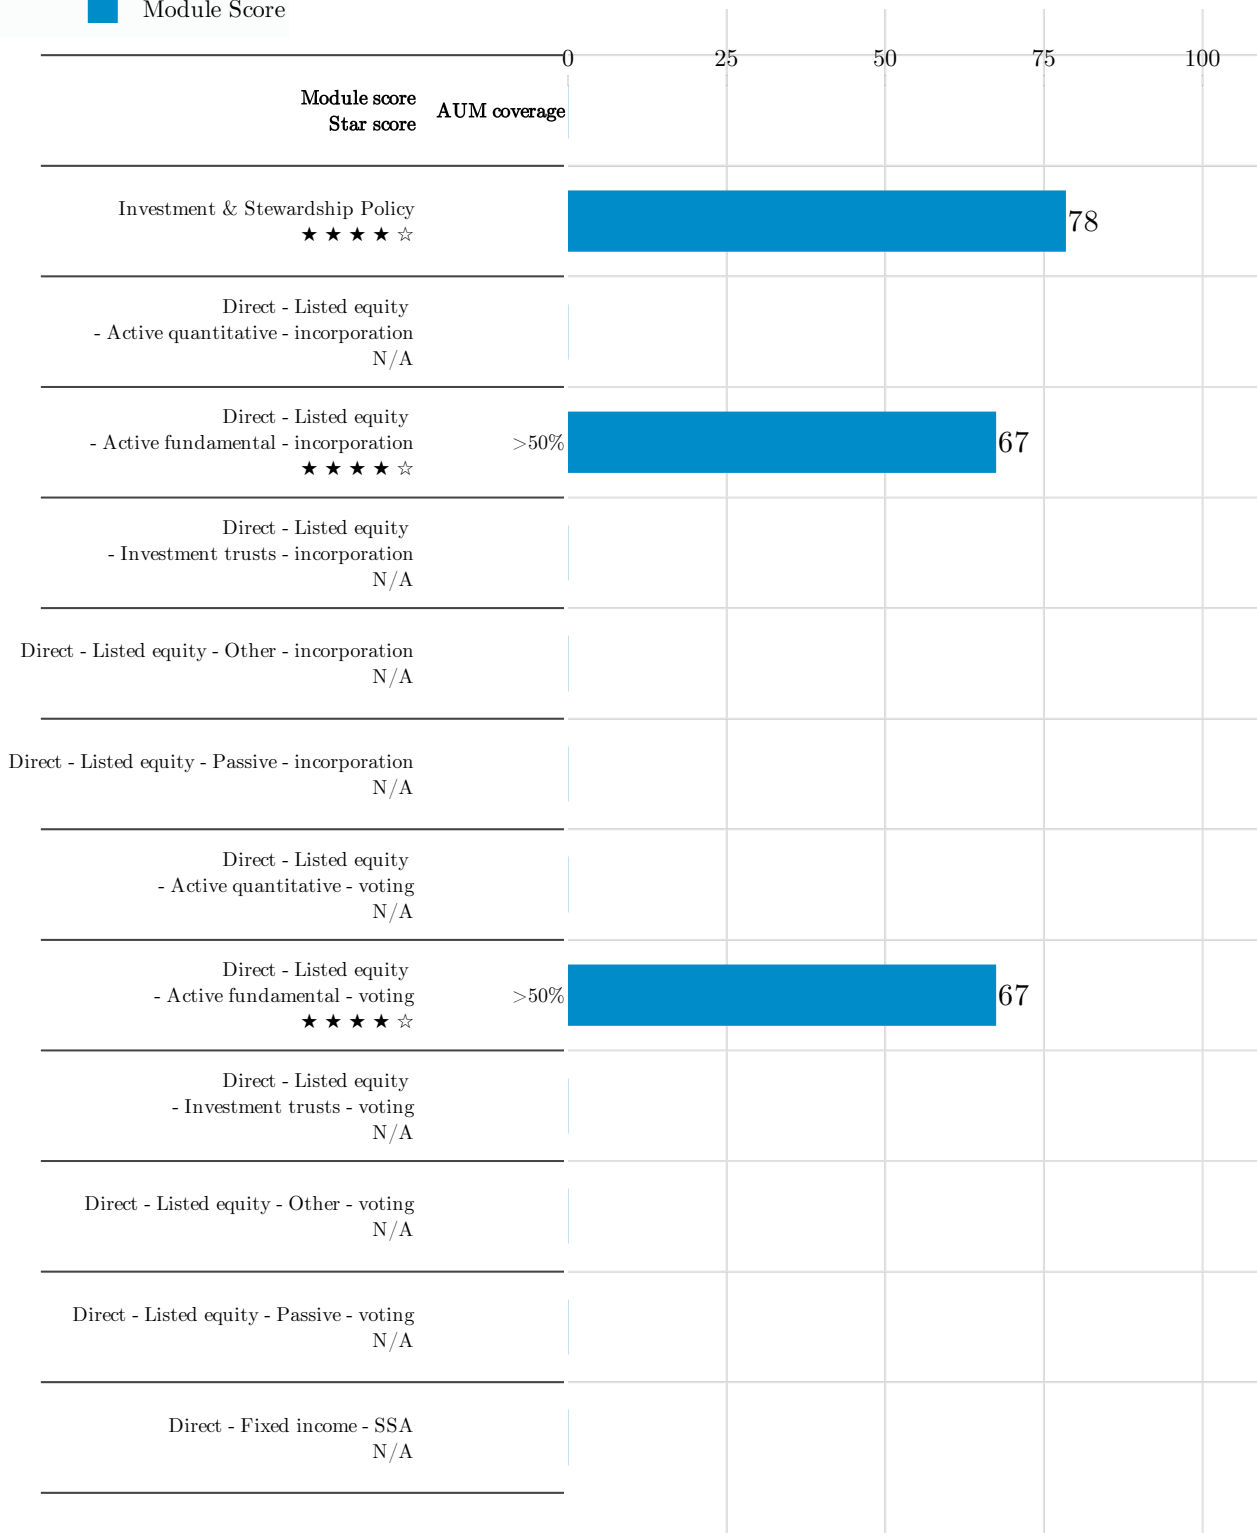 Module Score
0 25 50 75 100
Module score AUM coverage
Star score
Investment & Stewardship Policy
★ ★ ★ ★ ☆
78
Direct - Listed equity
- Active quantitative - incorporation
N/A
Direct - Listed equity
- Active fundamental - incorporation >50% 67
★ ★ ★ ★ ☆
Direct - Listed equity
- Investment trusts - incorporation
N/A
Direct - Listed equity - Other - incorporation
N/A
Direct - Listed equity - Passive - incorporation
N/A
Direct - Listed equity
- Active quantitative - voting
N/A
Direct - Listed equity
- Active fundamental - voting >50% 67
★ ★ ★ ★ ☆
Direct - Listed equity
- Investment trusts - voting
N/A
Direct - Listed equity - Other - voting
N/A
Direct - Listed equity - Passive - voting
N/A
Direct - Fixed income - SSA
N/A